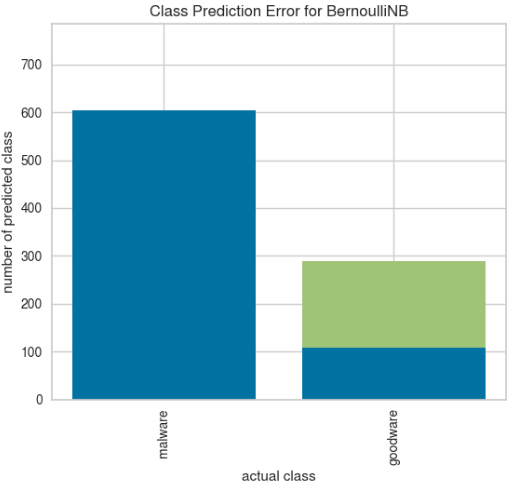 Class Prediction Error for BernoulliNB
700
600
500
400
300
200
100
0
number of predicted class
malware
goodware
actual class